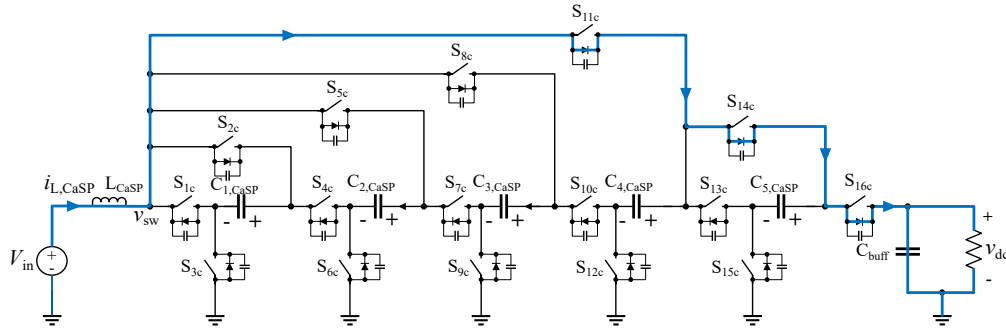 S11c
S8c
S5c
S14c
S2c
iL,CaSP LCaSP S1c C1,CaSP S4c C2,CaSP S7c C3,CaSP S10c C4,CaSP S13c C5,CaSP S16c
vsw - + - + - + - + - +
Vin + - S3c S6c S9c S12c S15c Cbuff + vdc -